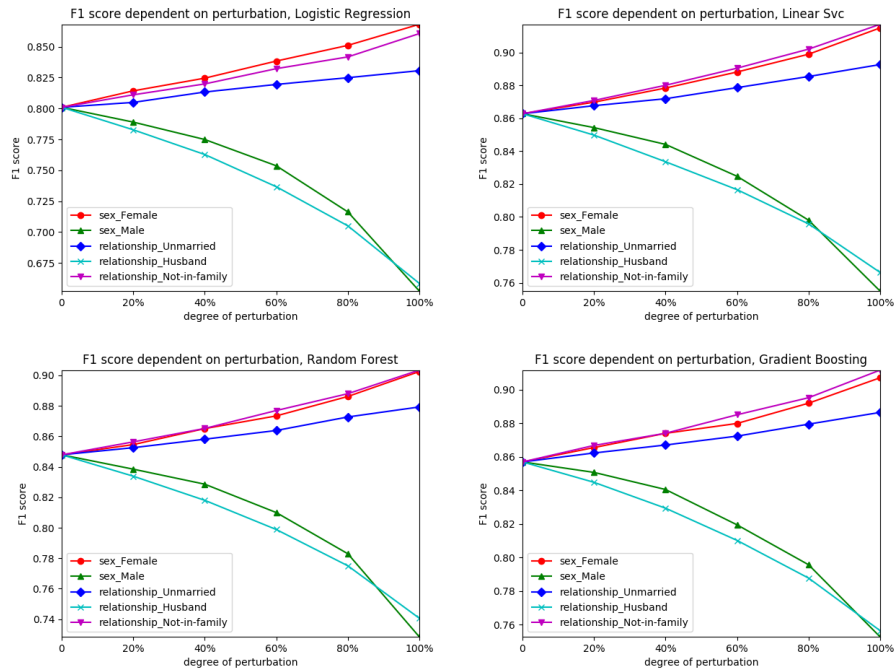 F1 score dependent on perturbation, Logistic Regression
F1 score
0.850
0.825
0.800
0.775
0.750
0.725
0.700
0.675
sex_Female
sex_Male
relationship_Unmarried
relationship_Husband
relationship_Not-in-family
0 20% 40% 60% 80% 100%
degree of perturbation
F1 score dependent on perturbation, Linear Svc
F1 score
0.90
0.88
0.86
0.84
0.82
0.80
0.78
0.76
sex_Female
sex_Male
relationship_Unmarried
relationship_Husband
relationship_Not-in-family
0 20% 40% 60% 80% 100%
degree of perturbation
F1 score dependent on perturbation, Random Forest
F1 score
0.90
0.88
0.86
0.84
0.82
0.80
0.78
0.76
0.74
sex_Female
sex_Male
relationship_Unmarried
relationship_Husband
relationship_Not-in-family
0 20% 40% 60% 80% 100%
degree of perturbation
F1 score dependent on perturbation, Gradient Boosting
F1 score
0.90
0.88
0.86
0.84
0.82
0.80
0.78
0.76
sex_Female
sex_Male
relationship_Unmarried
relationship_Husband
relationship_Not-in-family
0 20% 40% 60% 80% 100%
degree of perturbation